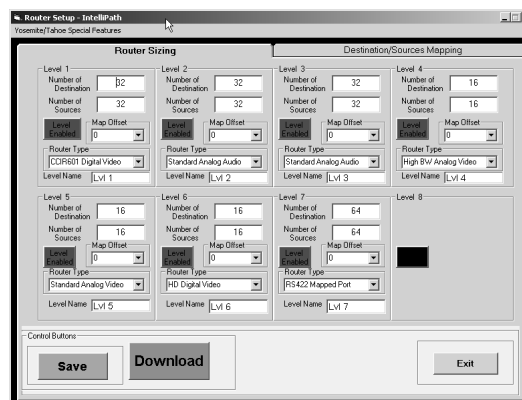 Router Setup - IntelliPath
Yosemite/Tahoe Special Features
Router Sizing
Destination/Sources Mapping
Level 1
Number of Destination 32
Number of Sources 32
Level Enabled
Map Offset
0
Router Type
CCIR601 Digital Video
Level Name Lvl 1
Level 2
Number of Destination 32
Number of Sources 32
Level Enabled
Map Offset
0
Router Type
Standard Analog Audio
Level Name Lvl 2
Level 3
Number of Destination 32
Number of Sources 32
Level Enabled
Map Offset
0
Router Type
Standard Analog Audio
Level Name Lvl 3
Level 4
Number of Destination 16
Number of Sources 16
Level Enabled
Map Offset
0
Router Type
High BW Analog Video
Level Name Lvl 4
Level 5
Number of Destination 16
Number of Sources 16
Level Enabled
Map Offset
0
Router Type
Standard Analog Video
Level Name Lvl 5
Level 6
Number of Destination 16
Number of Sources 16
Level Enabled
Map Offset
0
Router Type
HD Digital Video
Level Name Lvl 6
Level 7
Number of Destination 64
Number of Sources 64
Level Enabled
Map Offset
0
Router Type
RS422 Mapped Port
Level Name Lvl 7
Level 8
Control Buttons
Save
Download
Exit